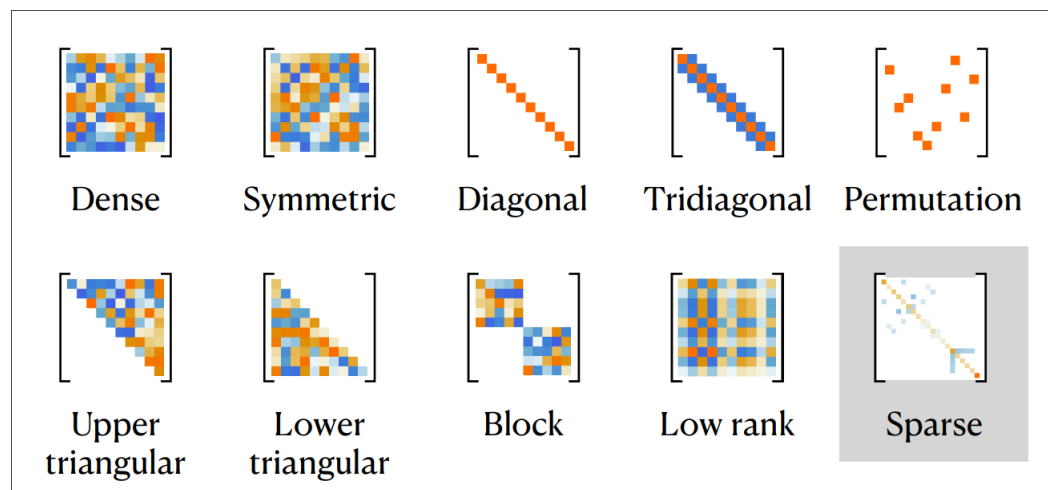 Dense
Symmetric
Diagonal
Tridiagonal
Permutation
Upper
triangular
Lower
triangular
Block
Low rank
Sparse